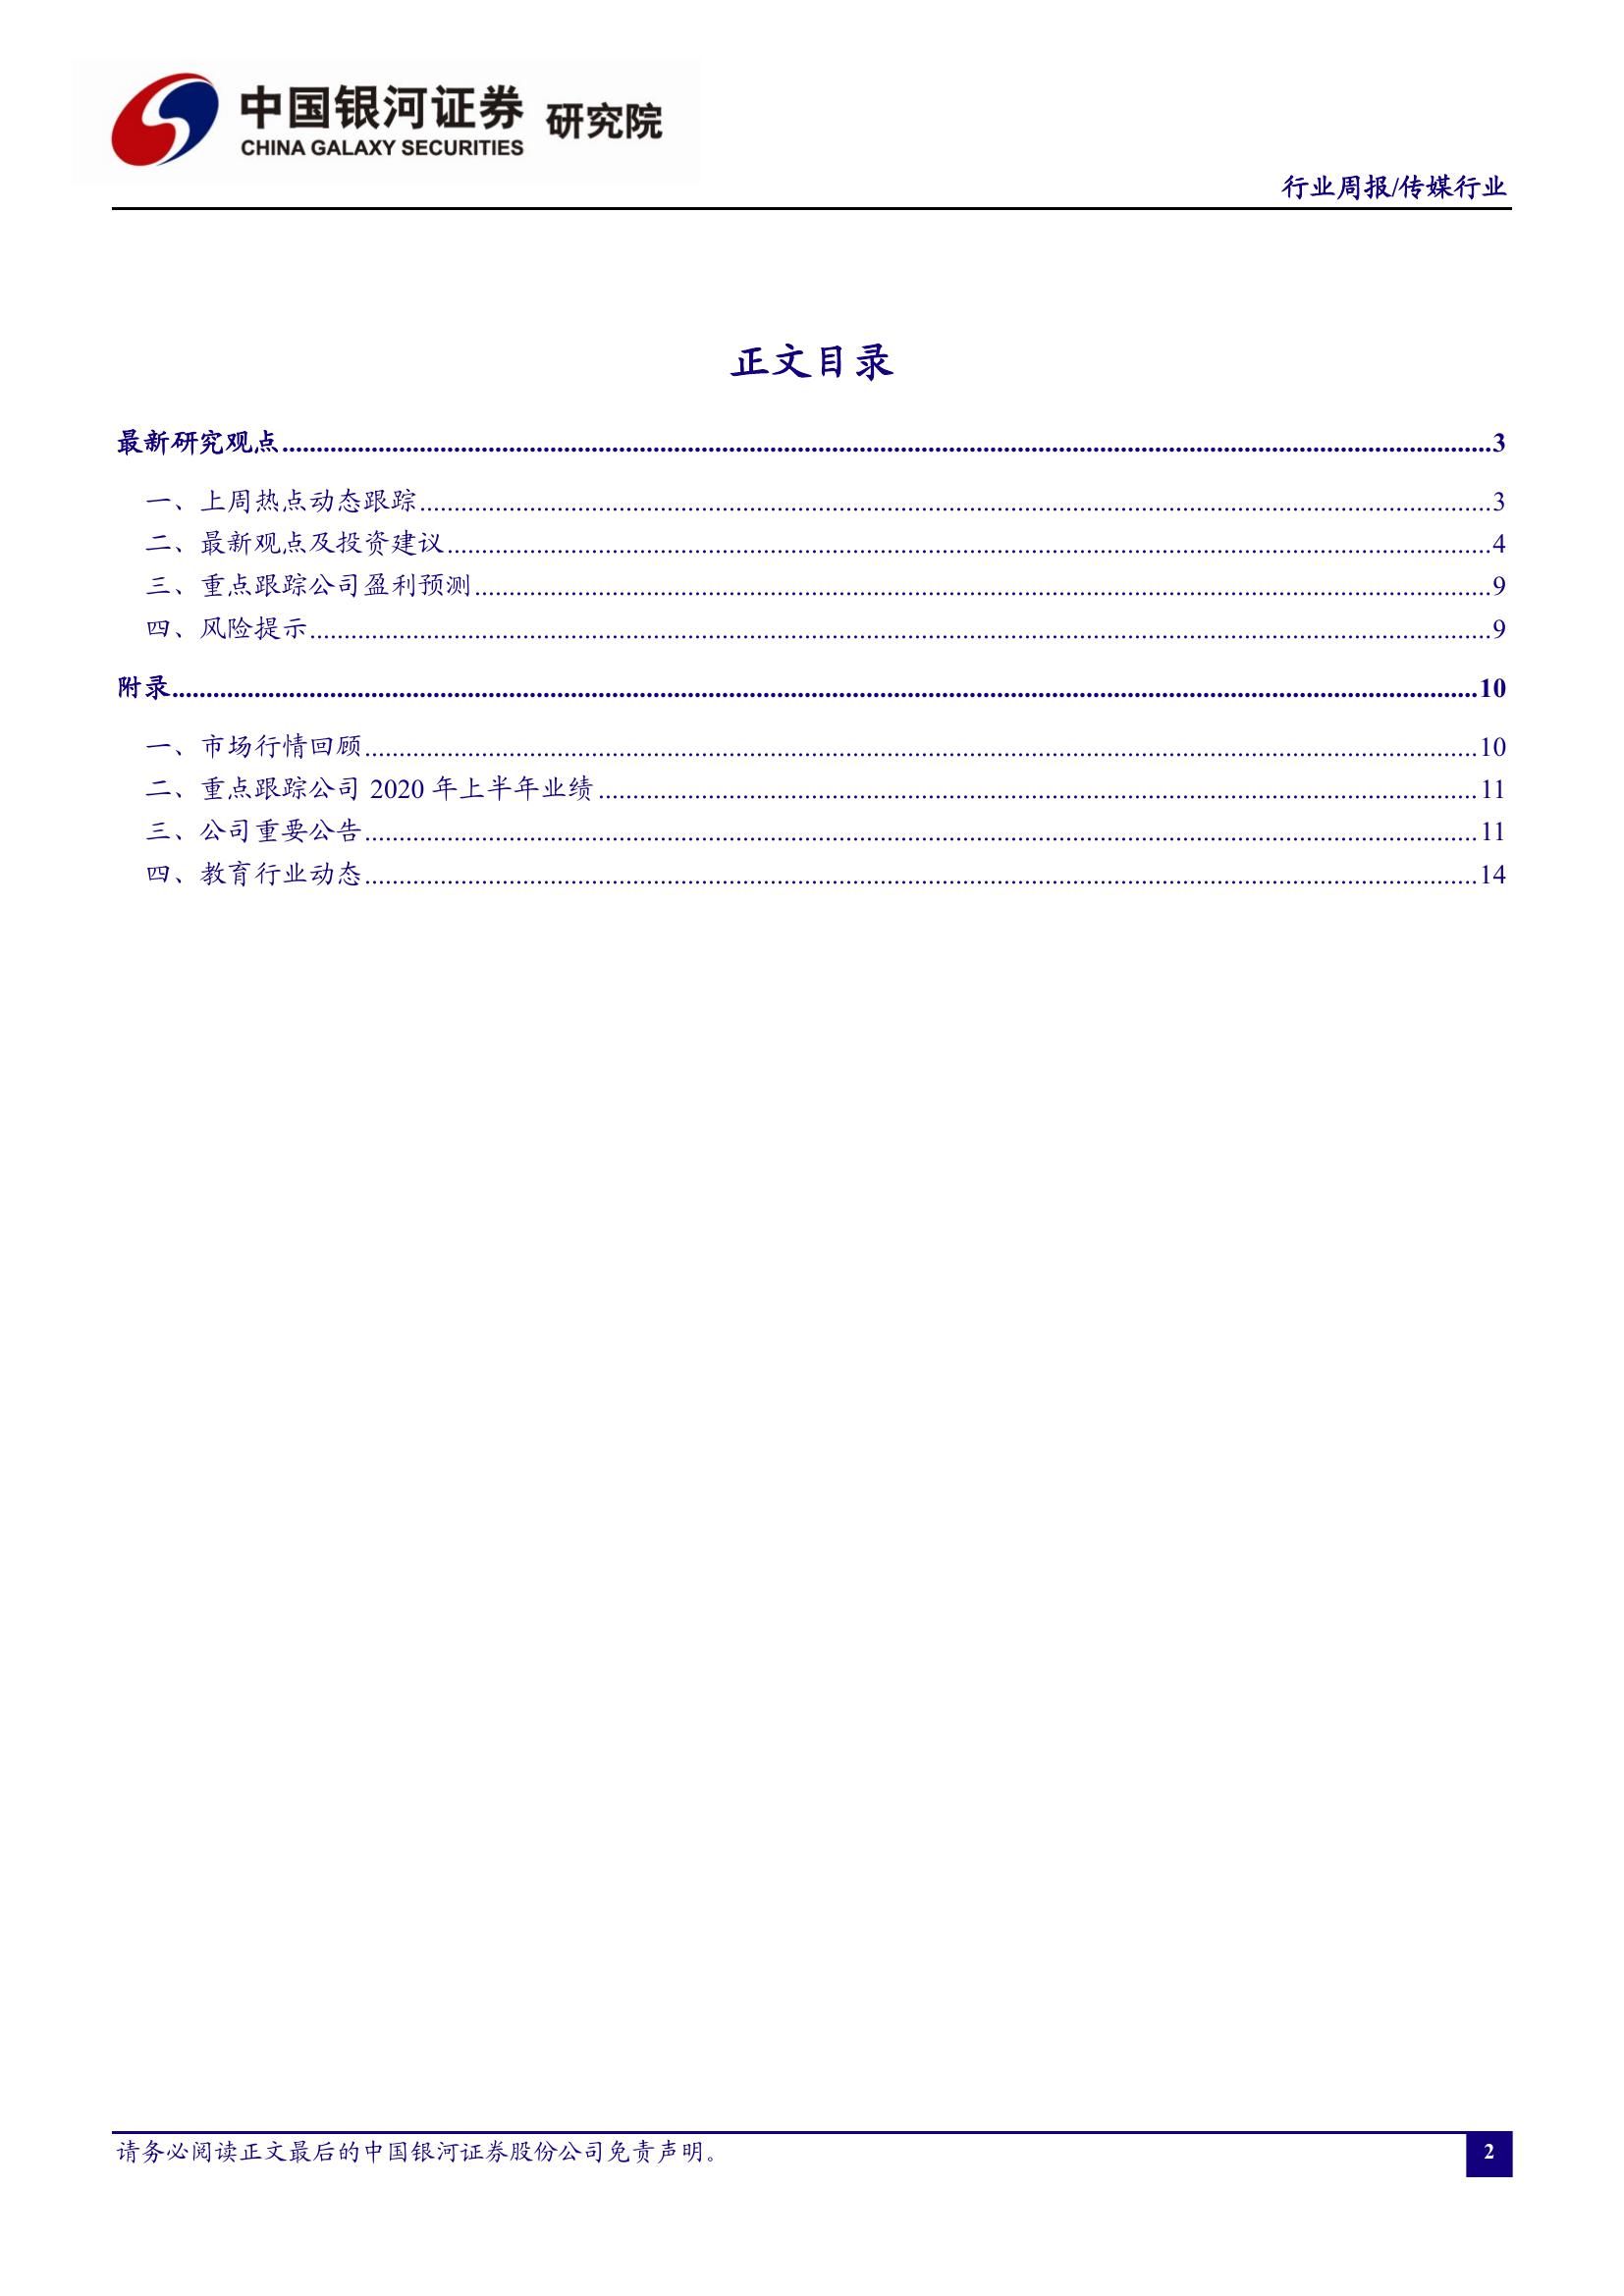 中国银河证券 研究院
CHINA GALAXY SECURITIES
行业周报/传媒行业
正文目录
最新研究观点........................................3
一、上周热点动态跟踪........................................3
二、最新观点及投资建议........................................4
三、重点跟踪公司盈利预测........................................9
四、风险提示........................................9
附录........................................10
一、市场行情回顾........................................10
二、重点跟踪公司 2020 年上半年业绩........................................11
三、公司重要公告........................................11
四、教育行业动态........................................14
请务必阅读正文最后的中国银河证券股份公司免责声明。
2